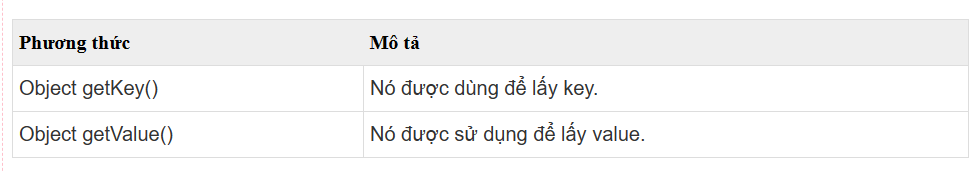 Phương thức Mô tả
Object getKey() Nó được dùng để lấy key.
Object getValue() Nó được sử dụng để lấy value.